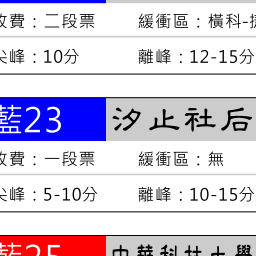 收費：二段票 緩衝區：橫科-
尖峰：10分 離峰：12-15分
藍23 汐止社后
收費：一段票 緩衝區：無
尖峰：5-10分 離峰：10-15分
藍25 中華科技大學